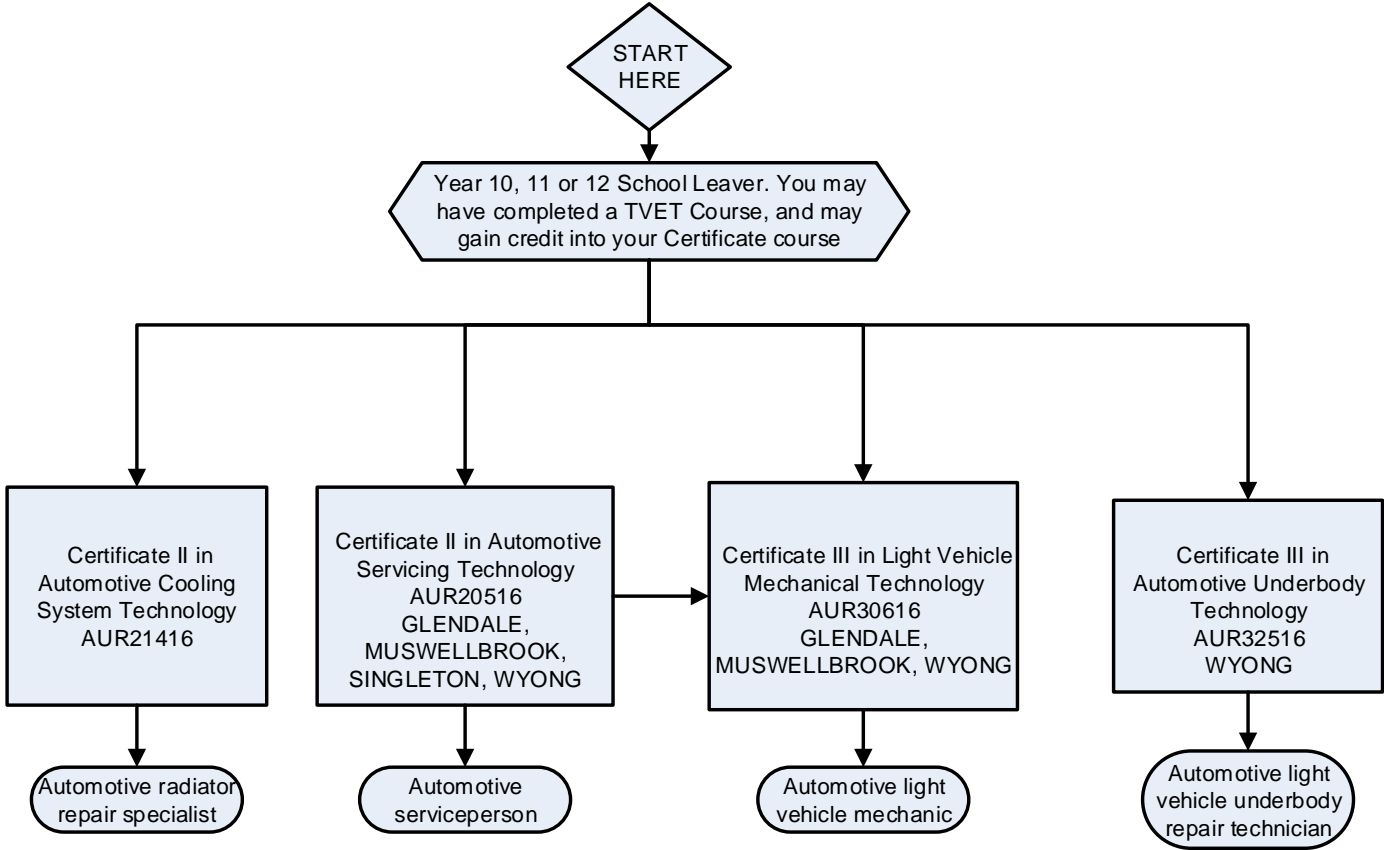 START
HERE
Year 10, 11 or 12 School Leaver. You may
have completed a TVET Course, and may
gain credit into your Certificate course
Certificate II in
Automotive Cooling
System Technology
AUR21416
Certificate II in Automotive
Servicing Technology
AUR20516
GLENDALE,
MUSWELLBROOK,
SINGLETON, WYONG
Certificate III in Light Vehicle
Mechanical Technology
AUR30616
GLENDALE,
MUSWELLBROOK, WYONG
Certificate III in
Automotive Underbody
Technology
AUR32516
WYONG
Automotive radiator
repair specialist
Automotive
serviceperson
Automotive light
vehicle mechanic
Automotive light
vehicle underbody
repair technician